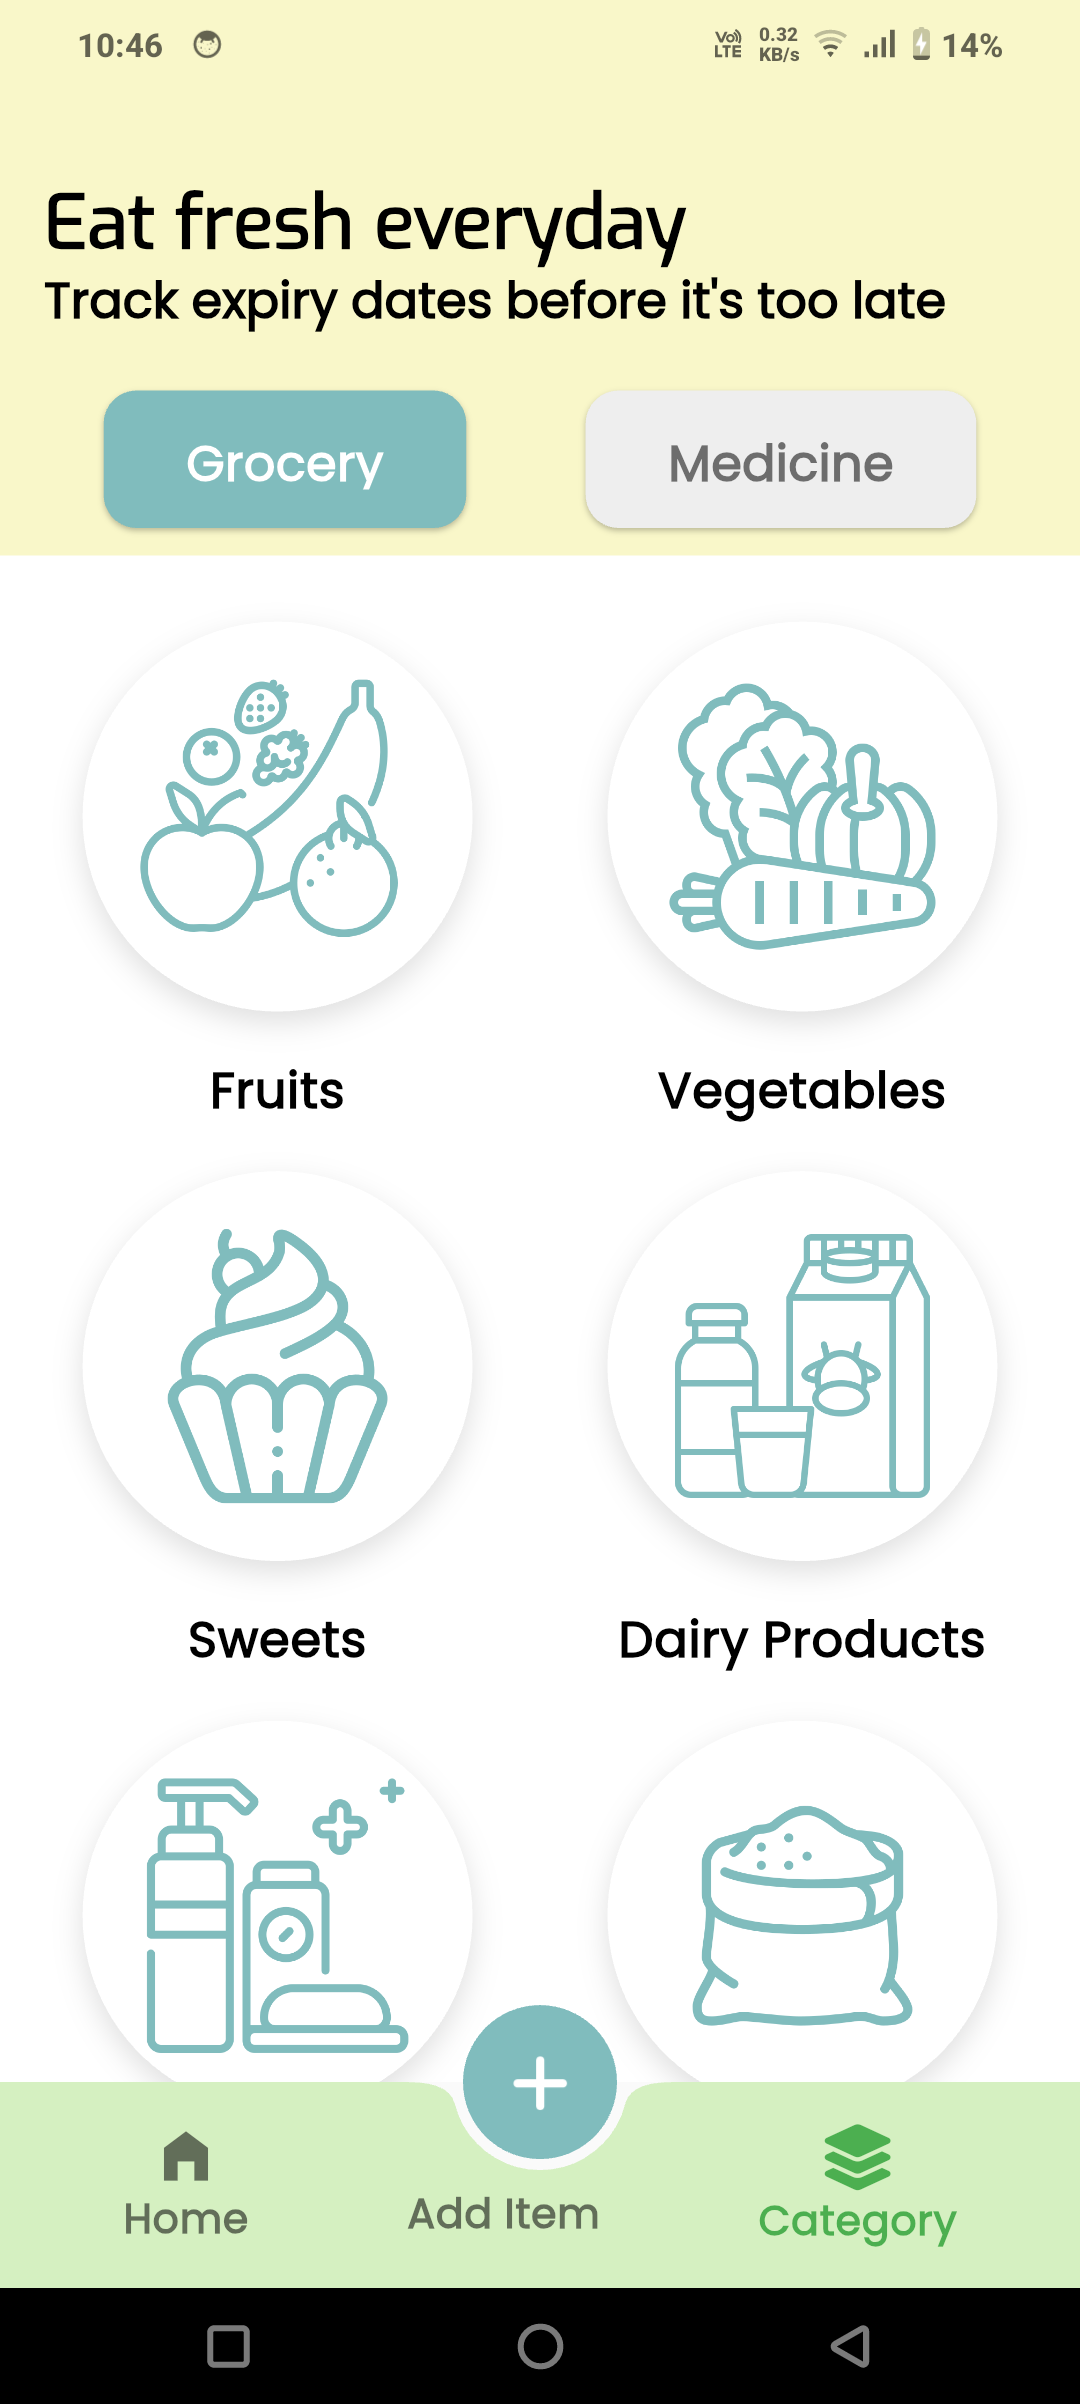 10:46
Vo)) LTE 0.32 KB/s 14%
Eat fresh everyday
Track expiry dates before it's too late
Grocery Medicine
Fruits Vegetables
Sweets Dairy Products
Home Add Item Category